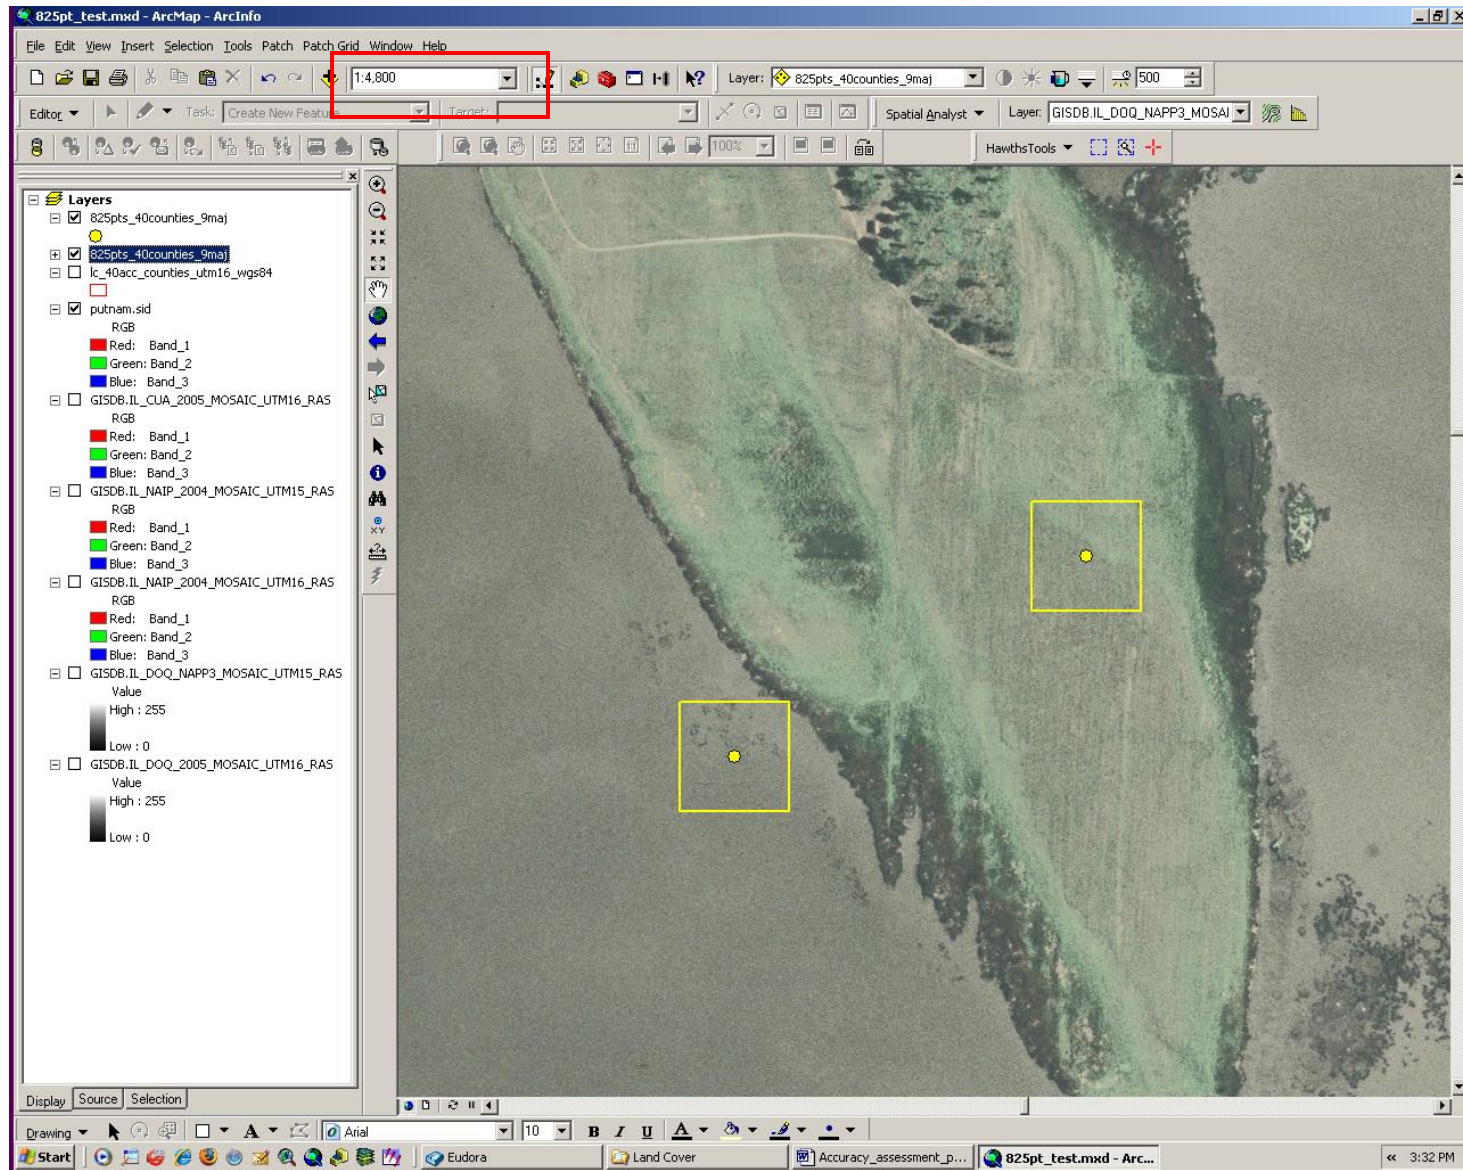 825pt_test.mxd - ArcMap - ArcInfo
File Edit View Insert Selection Tools Patch Patch Grid Window Help
1:4,800
Layer: 825pts_40counties_9maj
500
Editor
Task: Create New Feature
Target:
Spatial Analyst
Layer: GISDB.IL_DOQ_NAPP3_MOSAI
100%
HawthsTools
Layers
825pts_40counties_9maj
825pts_40counties_9maj
lc_40acc_counties_utm16_wgs84
putnam.sid
RGB
Red: Band_1
Green: Band_2
Blue: Band_3
GISDB.IL_CUA_2005_MOSAIC_UTM16_RAS
RGB
Red: Band_1
Green: Band_2
Blue: Band_3
GISDB.IL_NAIP_2004_MOSAIC_UTM15_RAS
RGB
Red: Band_1
Green: Band_2
Blue: Band_3
GISDB.IL_NAIP_2004_MOSAIC_UTM16_RAS
RGB
Red: Band_1
Green: Band_2
Blue: Band_3
GISDB.IL_DOQ_NAPP3_MOSAIC_UTM15_RAS
Value
High : 255
Low : 0
GISDB.IL_DOQ_2005_MOSAIC_UTM16_RAS
Value
High : 255
Low : 0
XY
Display Source Selection
Drawing
A
Arial
10
B I U A
Start
Eudora
Land Cover
Accuracy_assessment_p...
825pt_test.mxd - Arc...
3:32 PM